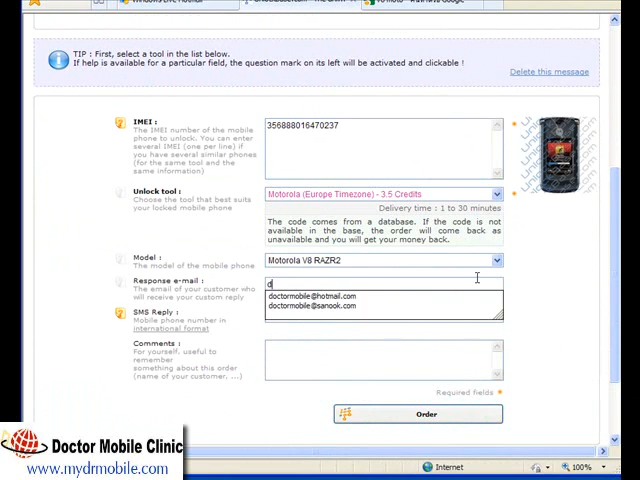 TIP : First, select a tool in the list below.
If help is available for a particular field, the question mark on its left will be activated and clickable !
Delete this message
IMEI :
The IMEI number of the mobile
phone to unlock. You can enter
several IMEI (one per line) if
you have several similar phones
(for the same tool and the same
information)
356888016470237
Unlock tool :
Choose the tool that best suits
your locked mobile phone
Motorola (Europe Timezone) - 3.5 Credits
Delivery time : 1 to 30 minutes
The code comes from a database. If the code is not
available in the base, the order will come back as
unavailable and you will get your money back.
Model :
The model of the mobile phone
Motorola V8 RAZR2
Response e-mail :
The email of your customer who
will receive your custom reply
d
doctormobile@hotmail.com
doctormobile@sanook.com
SMS Reply :
Mobile phone number in
international format
Comments :
For yourself, useful to
remember
something about this order
(name of your customer, ...)
Required fields
Order
Doctor Mobile Clinic
www.mydrmobile.com
Internet
100%